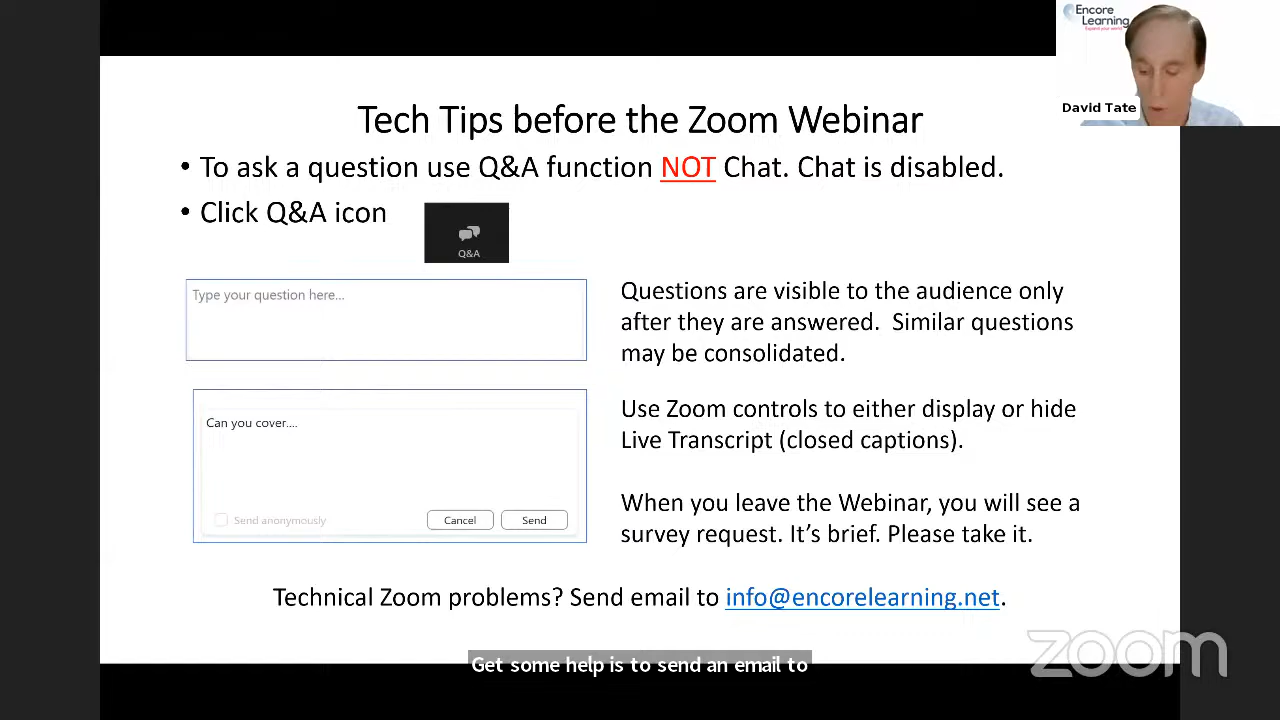 Encore
Learning
Expand your world
David Tate
Tech Tips before the Zoom Webinar
• To ask a question use Q&A function NOT Chat. Chat is disabled.
• Click Q&A icon
Q&A
Type your question here...
Questions are visible to the audience only
after they are answered. Similar questions
may be consolidated.
Can you cover....
Send anonymously
Cancel
Send
Use Zoom controls to either display or hide
Live Transcript (closed captions).
When you leave the Webinar, you will see a
survey request. It's brief. Please take it.
Technical Zoom problems? Send email to info@encorelearning.net.
zoom
Get some help is to send an email to